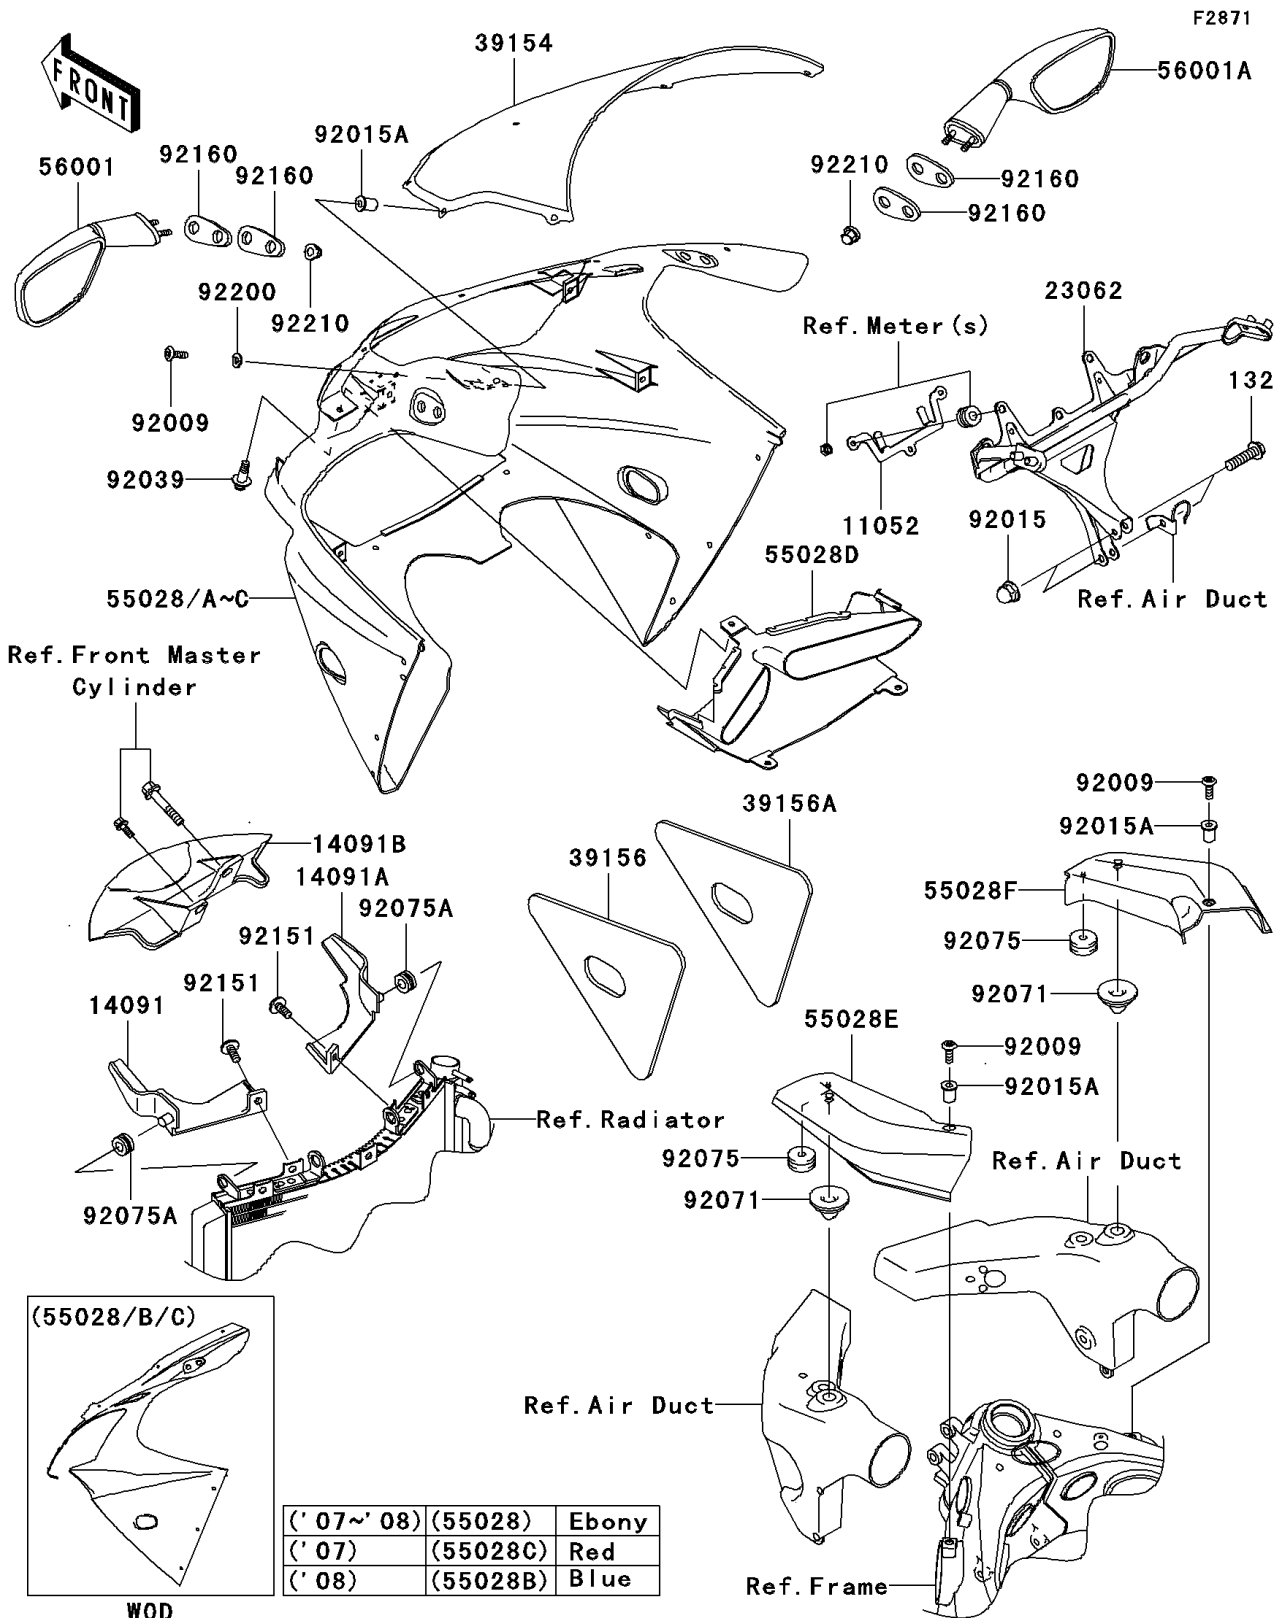 F2871
FRONT
39154
56001A
92015A
92160
56001
92160
92210
92160
92160
92200
92210
23062
Ref.Meter(s)
132
92009
92039
11052
92015
55028D
55028/A~C
Ref.Air Duct
Ref.Front Master
Cylinder
92009
39156A
92015A
14091B
39156
14091A
55028F
92075A
92151
92075
92151
14091
92071
55028E
92009
92015A
Ref.Radiator
92075
Ref.Air Duct
92071
92075A
(55028/B/C)
Ref.Air Duct
('07~'08) (55028) Ebony
('07) (55028C) Red
('08) (55028B) Blue
Ref.Frame
WOD